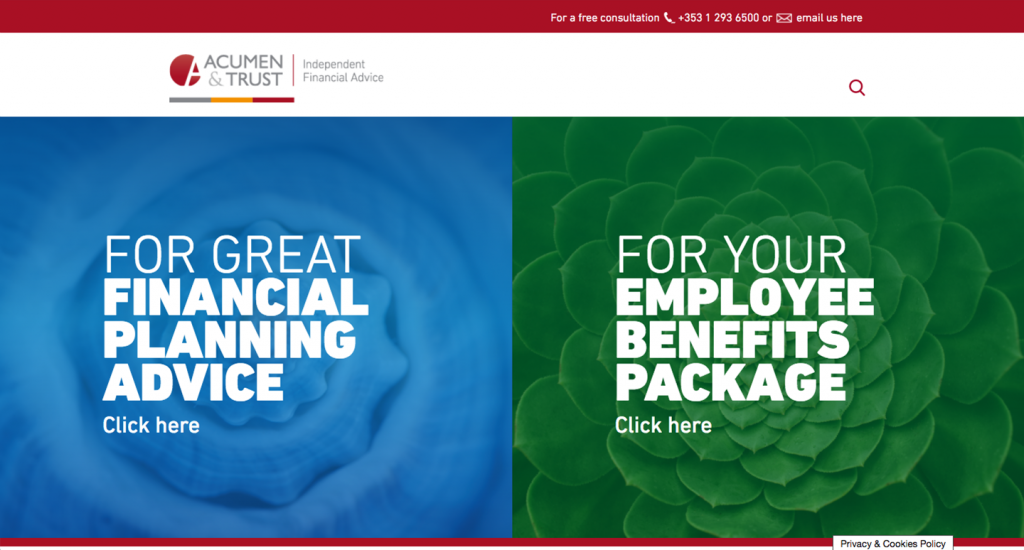 For a free consultation +353 1 293 6500 or email us here
ACUMEN
& TRUST
Independent
Financial Advice
FOR GREAT
FINANCIAL
PLANNING
ADVICE
Click here
FOR YOUR
EMPLOYEE
BENEFITS
PACKAGE
Click here
Privacy & Cookies Policy